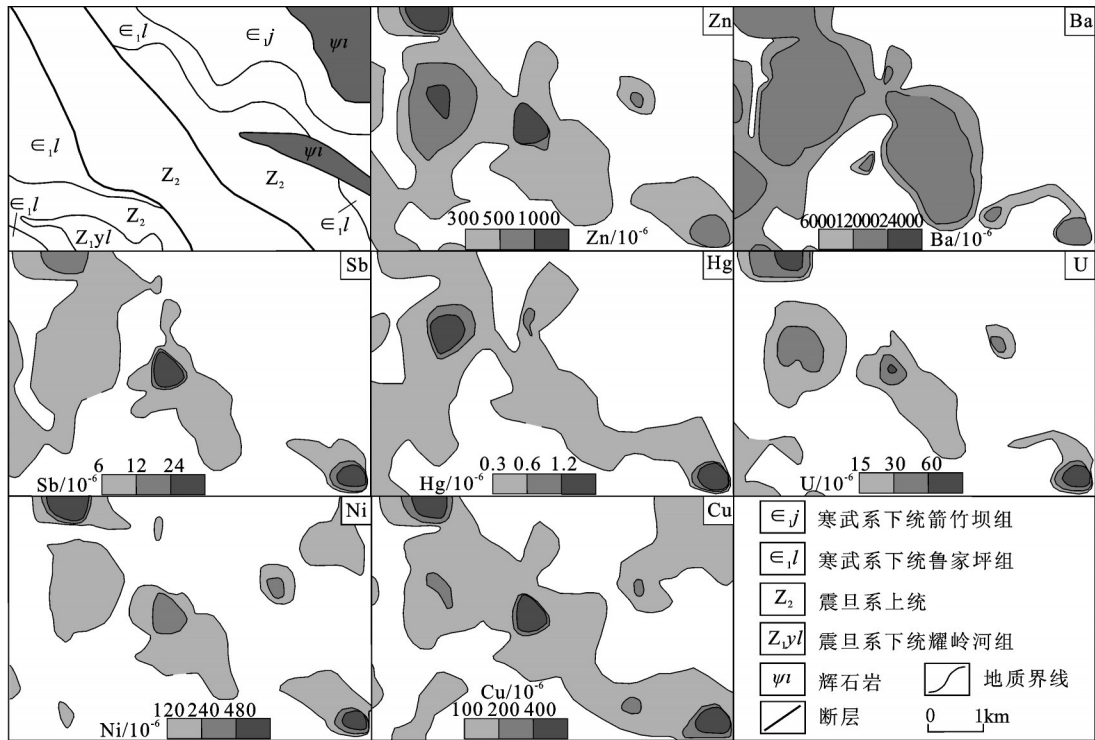 ∈₁l
∈₁j
ψι
∈₁l
Z₂
ψι
Z₂
∈₁l
Z₂
∈₁l
Z₁yl
Zn
300 500 1000
Zn/10⁻⁶
Ba
6000 12000 24000
Ba/10⁻⁶
Sb
6 12 24
Sb/10⁻⁶
Hg
0.3 0.6 1.2
Hg/10⁻⁶
U
15 30 60
U/10⁻⁶
Ni
120 240 480
Ni/10⁻⁶
Cu
Cu/10⁻⁶
100 200 400
∈₁j 寒武系下统箭竹坝组
∈₁l 寒武系下统鲁家坪组
Z₂ 震旦系上统
Z₁yl 震旦系下统耀岭河组
ψι 辉石岩 地质界线
断层 0 1km